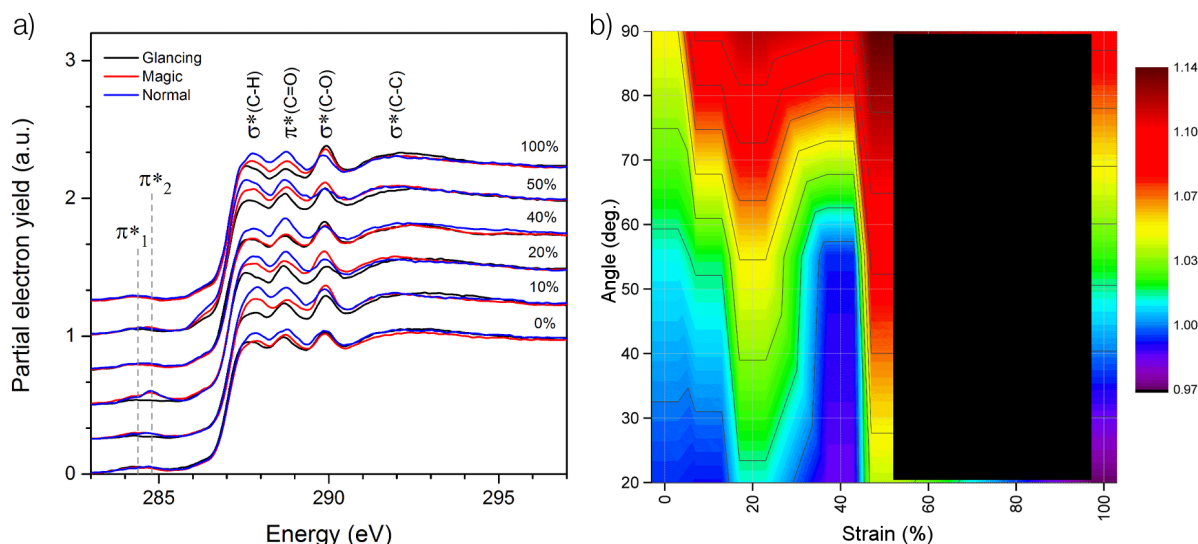 a)
Glancing
Magic
Normal
σ*(C-H)
π*(C=O)
σ*(C-O)
σ*(C-C)
π*1
π*2
100%
50%
40%
20%
10%
0%
3
2
1
0
Partial electron yield (a.u.)
285
290
295
Energy (eV)
b)
90
80
70
60
50
40
30
20
Angle (deg.)
0
20
40
60
80
100
Strain (%)
1.14
1.10
1.07
1.03
1.00
0.97